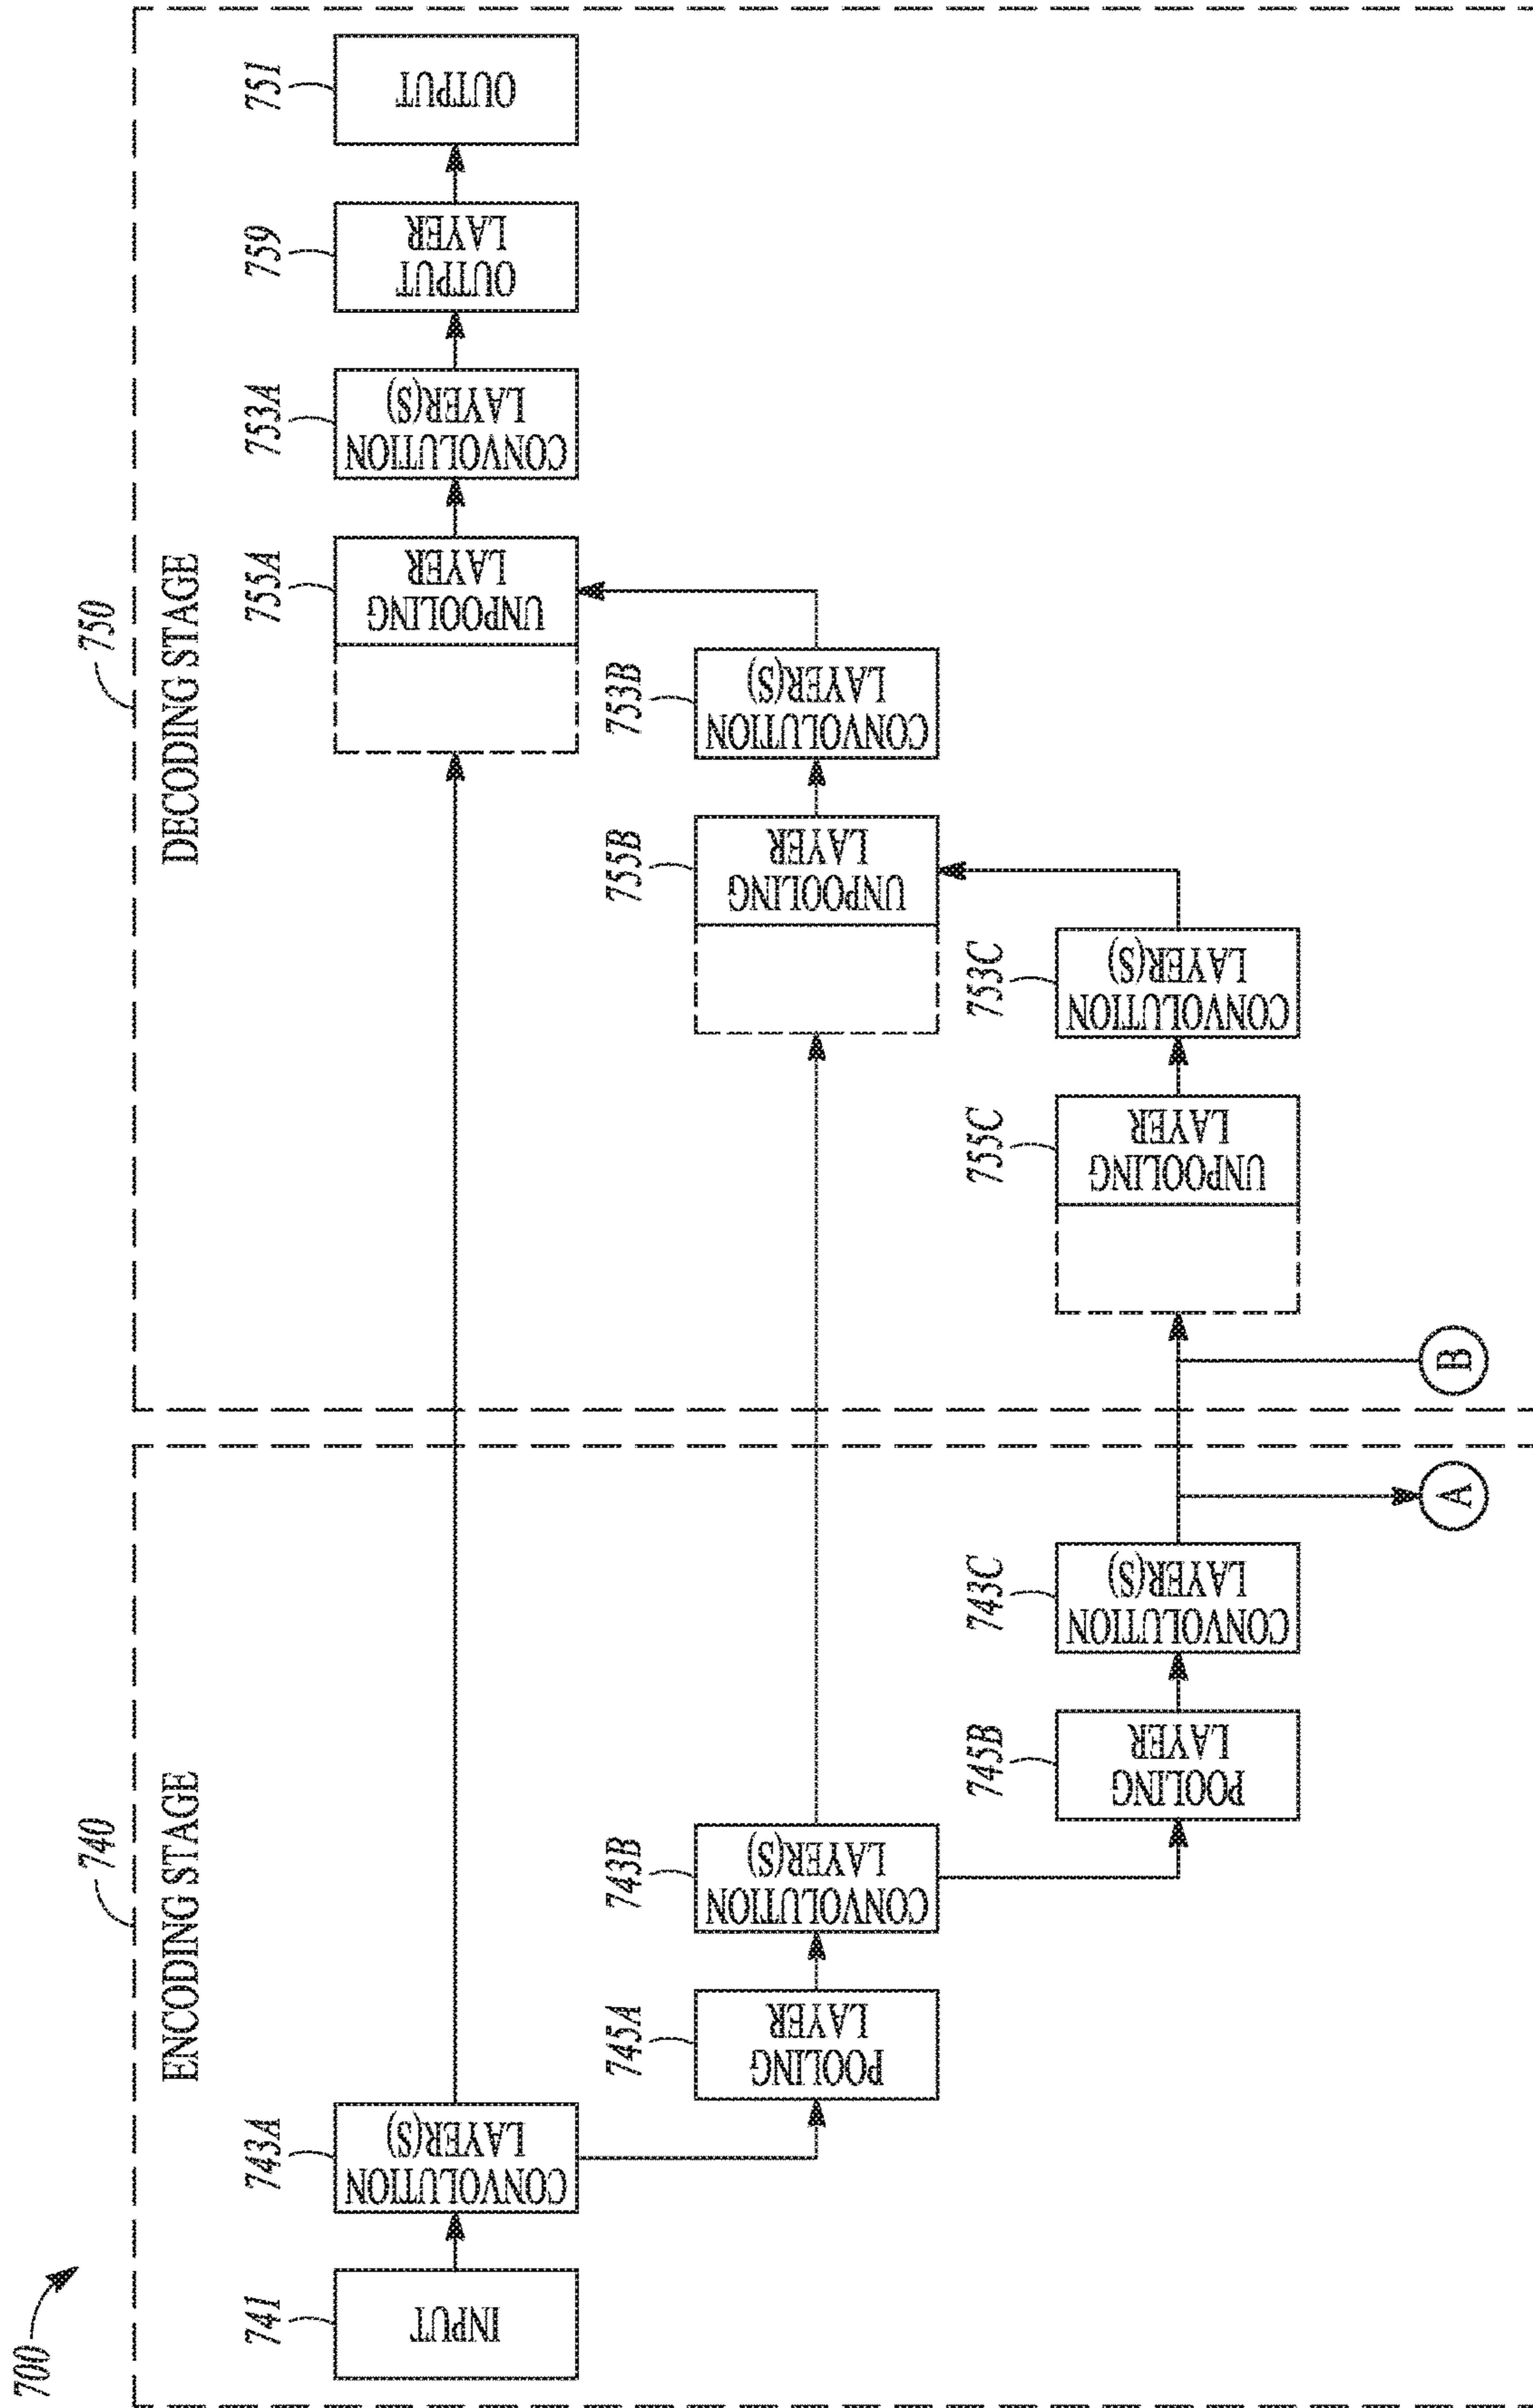 700
740
ENCODING STAGE
750
DECODING STAGE
741
INPUT
743A
CONVOLUTION
LAYER(S)
755A
UNPOOLING
LAYER
753A
CONVOLUTION
LAYER(S)
759
OUTPUT
LAYER
751
OUTPUT
745A
POOLING
LAYER
743B
CONVOLUTION
LAYER(S)
755B
UNPOOLING
LAYER
753B
CONVOLUTION
LAYER(S)
745B
POOLING
LAYER
743C
CONVOLUTION
LAYER(S)
755C
UNPOOLING
LAYER
753C
CONVOLUTION
LAYER(S)
A
B